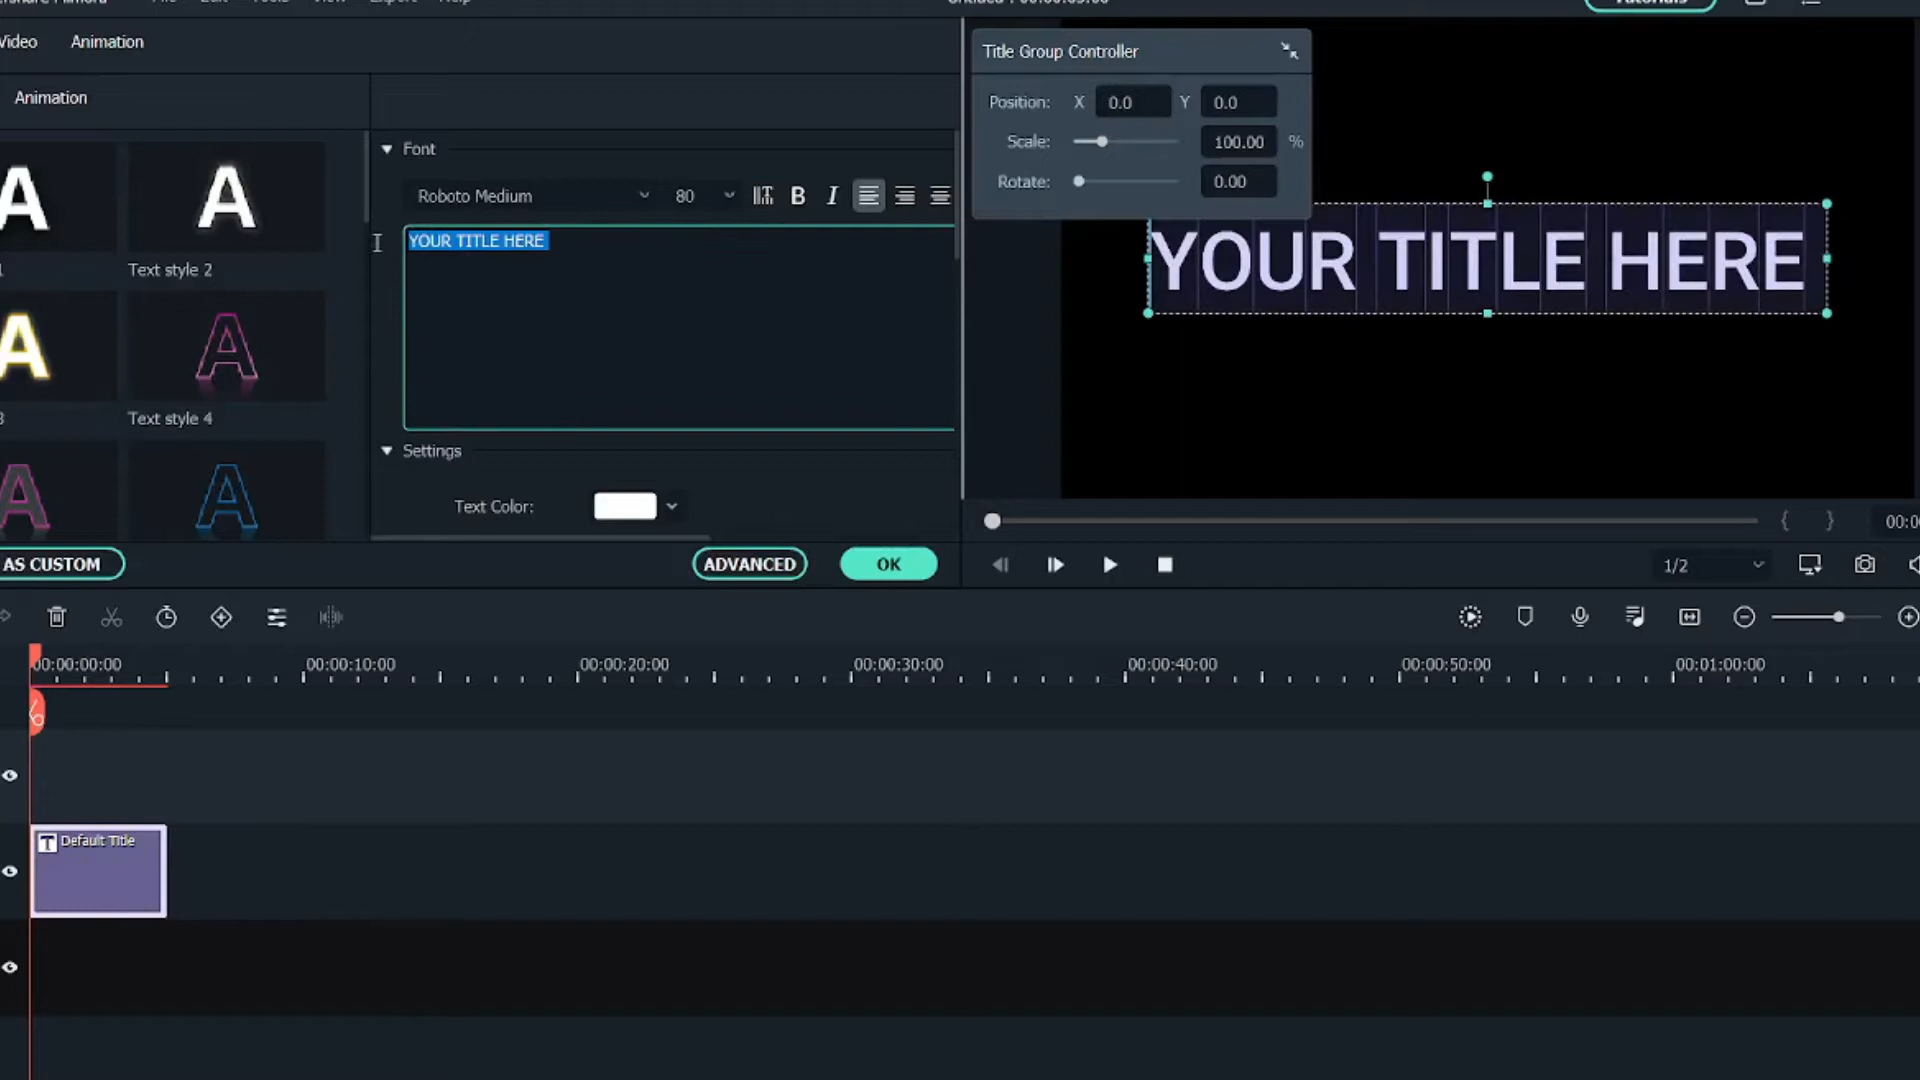 Video Animation
Animation
Font
Roboto Medium 80 B I
YOUR TITLE HERE
Text style 2
Text style 4
Settings
Text Color:
AS CUSTOM ADVANCED OK
Title Group Controller
Position: X 0.0 Y 0.0
Scale: 100.00 %
Rotate: 0.00
YOUR TITLE HERE
1/2
00:00:00:00 00:00:10:00 00:00:20:00 00:00:30:00 00:00:40:00 00:00:50:00 00:01:00:00
T Default Title